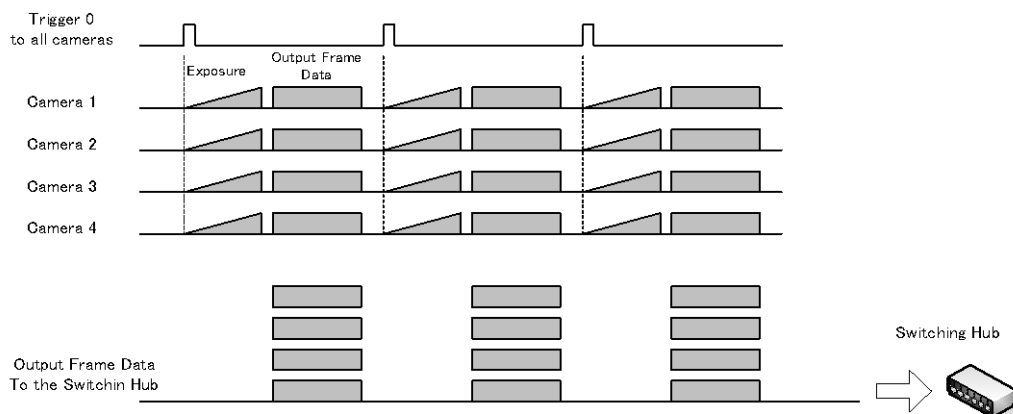 Trigger 0
to all cameras
Exposure
Output Frame
Data
Camera 1
Camera 2
Camera 3
Camera 4
Switching Hub
Output Frame Data
To the Switchin Hub